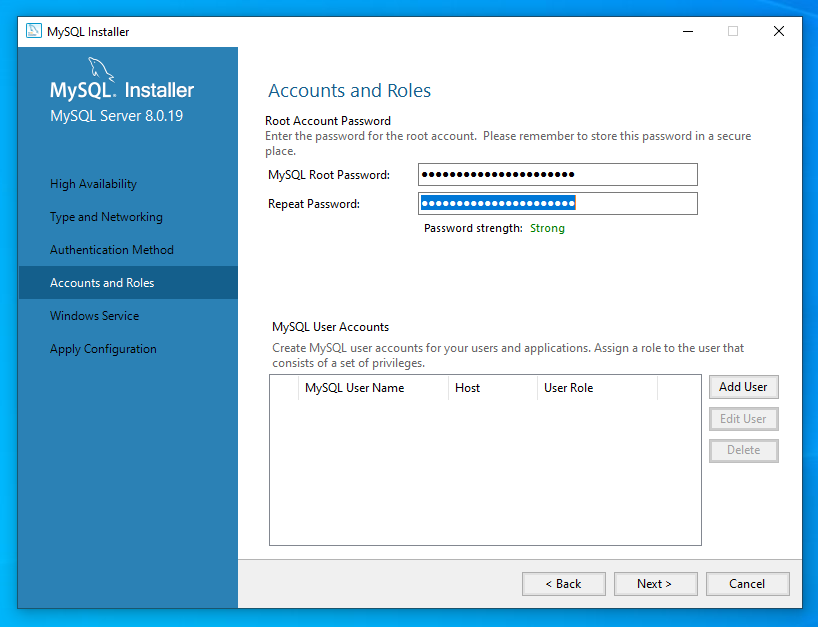 MySQL Installer
MySQL. Installer
MySQL Server 8.0.19
High Availability
Type and Networking
Authentication Method
Accounts and Roles
Windows Service
Apply Configuration
Accounts and Roles
Root Account Password
Enter the password for the root account. Please remember to store this password in a secure
place.
MySQL Root Password: ●●●●●●●●●●●●●●●●●●●●●●
Repeat Password: ●●●●●●●●●●●●●●●●●●●●●●
Password strength: Strong
MySQL User Accounts
Create MySQL user accounts for your users and applications. Assign a role to the user that
consists of a set of privileges.
MySQL User Name Host User Role
Add User
Edit User
Delete
< Back Next > Cancel